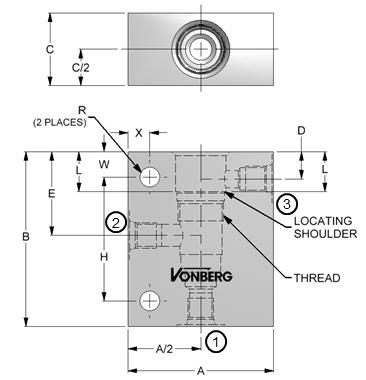 C
C/2
R
(2 PLACES)
X
D
W
L
L
E
3
2
LOCATING
SHOULDER
B
H
THREAD
VONBERG
1
A/2
A